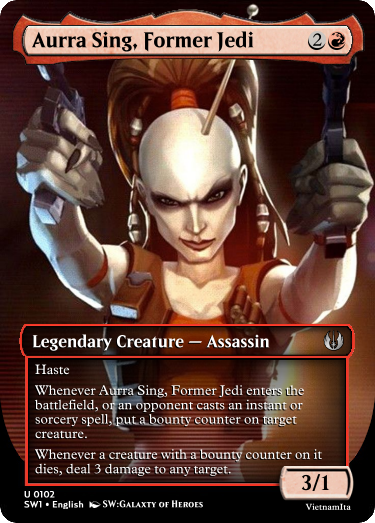 Aurra Sing, Former Jedi 2
Legendary Creature — Assassin
Haste
Whenever Aurra Sing, Former Jedi enters the
battlefield, or an opponent casts an instant or
sorcery spell, put a bounty counter on target
creature.
Whenever a creature with a bounty counter on it
dies, deal 3 damage to any target.
3/1
U 0102
SW1 • English SW:Galaxty of Heroes
VietnamIta